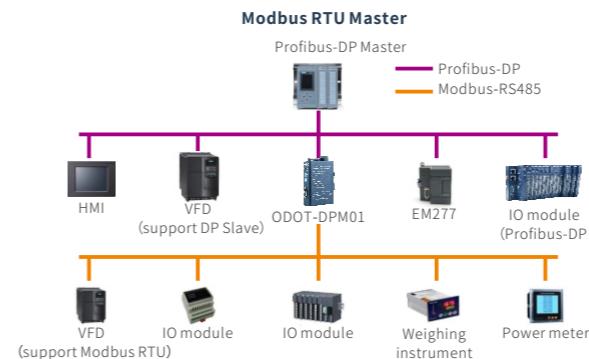 Modbus RTU Master
Profibus-DP Master
Profibus-DP
Modbus-RS485
HMI
VFD
(support DP Slave)
ODOT-DPM01
EM277
IO module
(Profibus-DP
VFD
(support Modbus RTU)
IO module
IO module
Weighing
instrument
Power meter